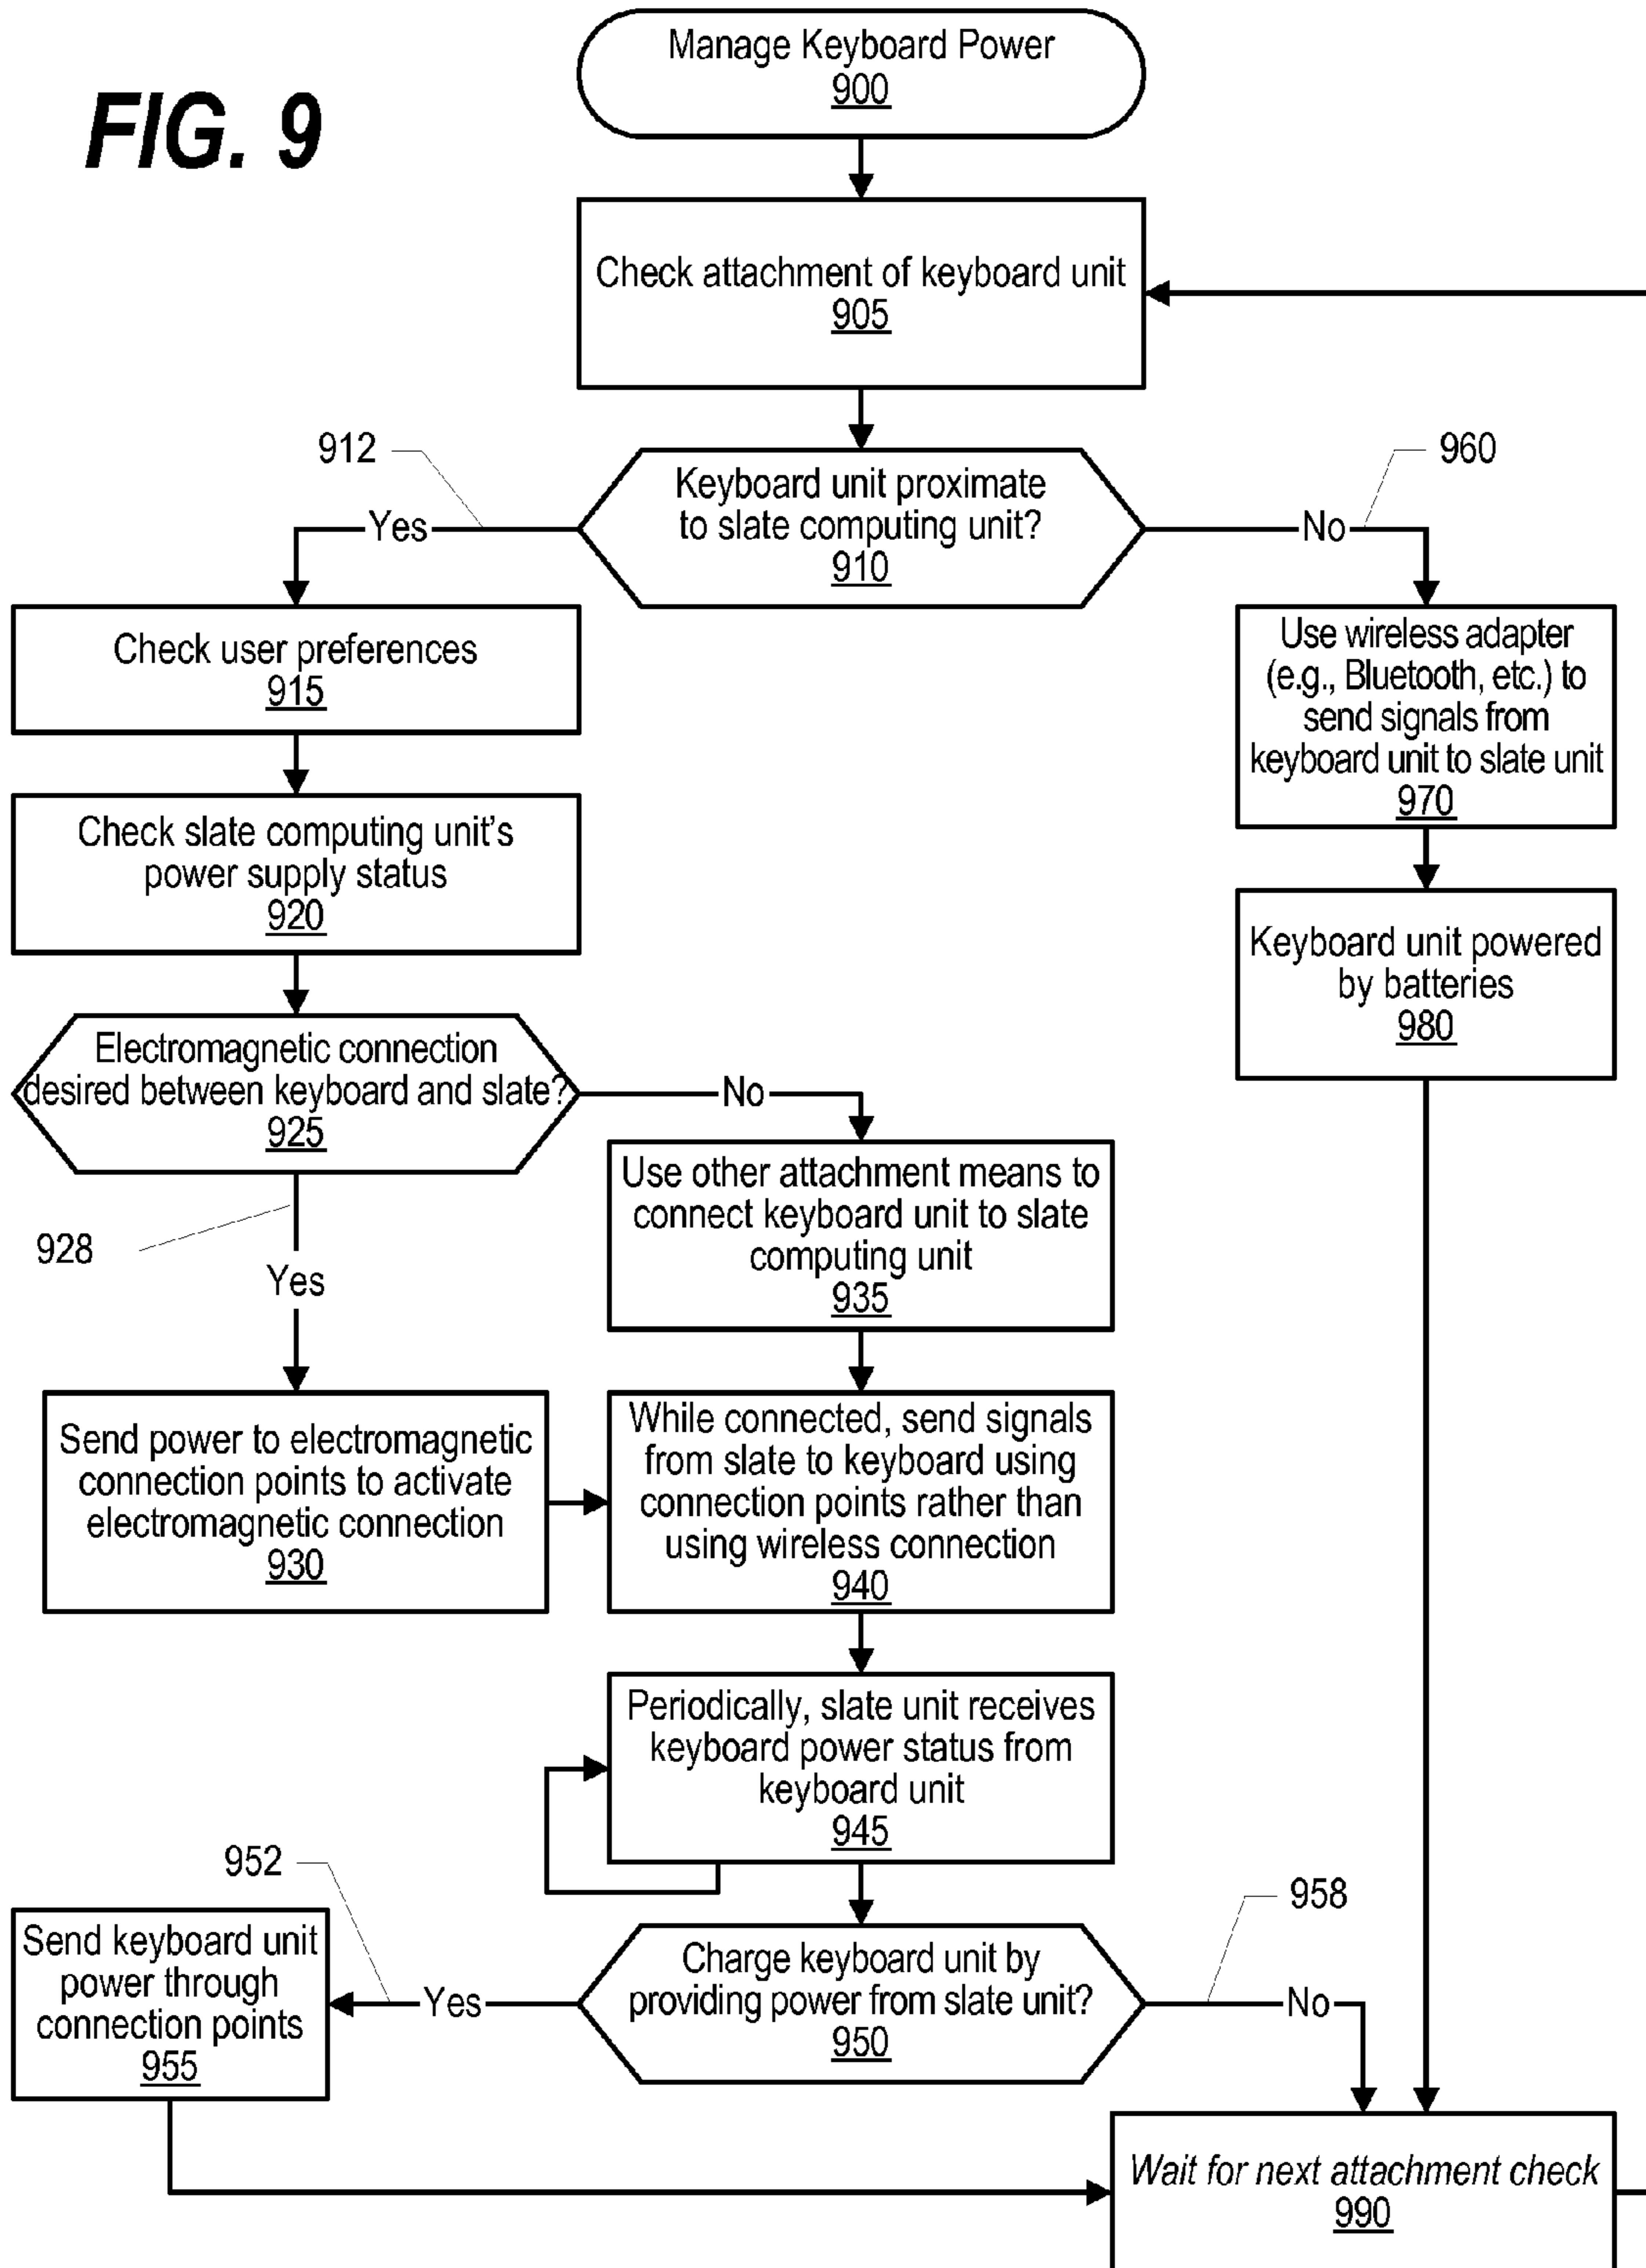 FIG. 9
Manage Keyboard Power
900
Check attachment of keyboard unit
905
912
960
Keyboard unit proximate
to slate computing unit?
910
Yes
No
Check user preferences
915
Use wireless adapter
(e.g., Bluetooth, etc.) to
send signals from
keyboard unit to slate unit
970
Check slate computing unit's
power supply status
920
Keyboard unit powered
by batteries
980
Electromagnetic connection
desired between keyboard and slate?
925
No
928
Yes
Use other attachment means to
connect keyboard unit to slate
computing unit
935
Send power to electromagnetic
connection points to activate
electromagnetic connection
930
While connected, send signals
from slate to keyboard using
connection points rather than
using wireless connection
940
Periodically, slate unit receives
keyboard power status from
keyboard unit
945
952
958
Send keyboard unit
power through
connection points
955
Yes
Charge keyboard unit by
providing power from slate unit?
950
No
Wait for next attachment check
990